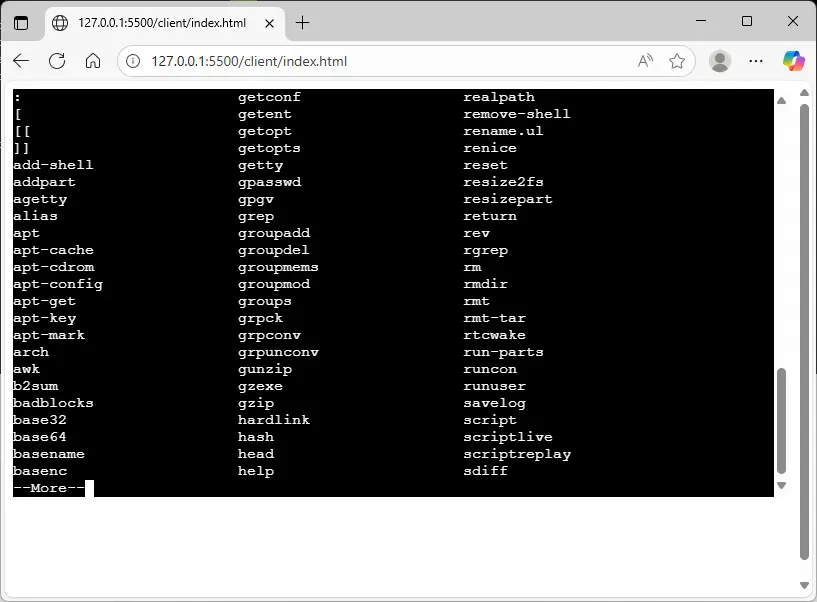 127.0.0.1:5500/client/index.html
127.0.0.1:5500/client/index.html
: getconf realpath
[ getent remove-shell
[[ getopt rename.ul
]] getopts renice
add-shell getty reset
addpart gpasswd resize2fs
agetty gpgv resizepart
alias grep return
apt groupadd rev
apt-cache groupdel rgrep
apt-cdrom groupmems rm
apt-config groupmod rmdir
apt-get groups rmt
apt-key grpck rmt-tar
apt-mark grpconv rtcwake
arch grpunconv run-parts
awk gunzip runcon
b2sum gzexe runuser
badblocks gzip savelog
base32 hardlink script
base64 hash scriptlive
basename head scriptreplay
basenc help sdiff
--More--